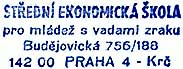 STŘEDNÍ EKONOMICKÁ ŠKOLA
pro mládež s vadami zraku
Budějovická 756/188
142 00 PRAHA 4 - Krč